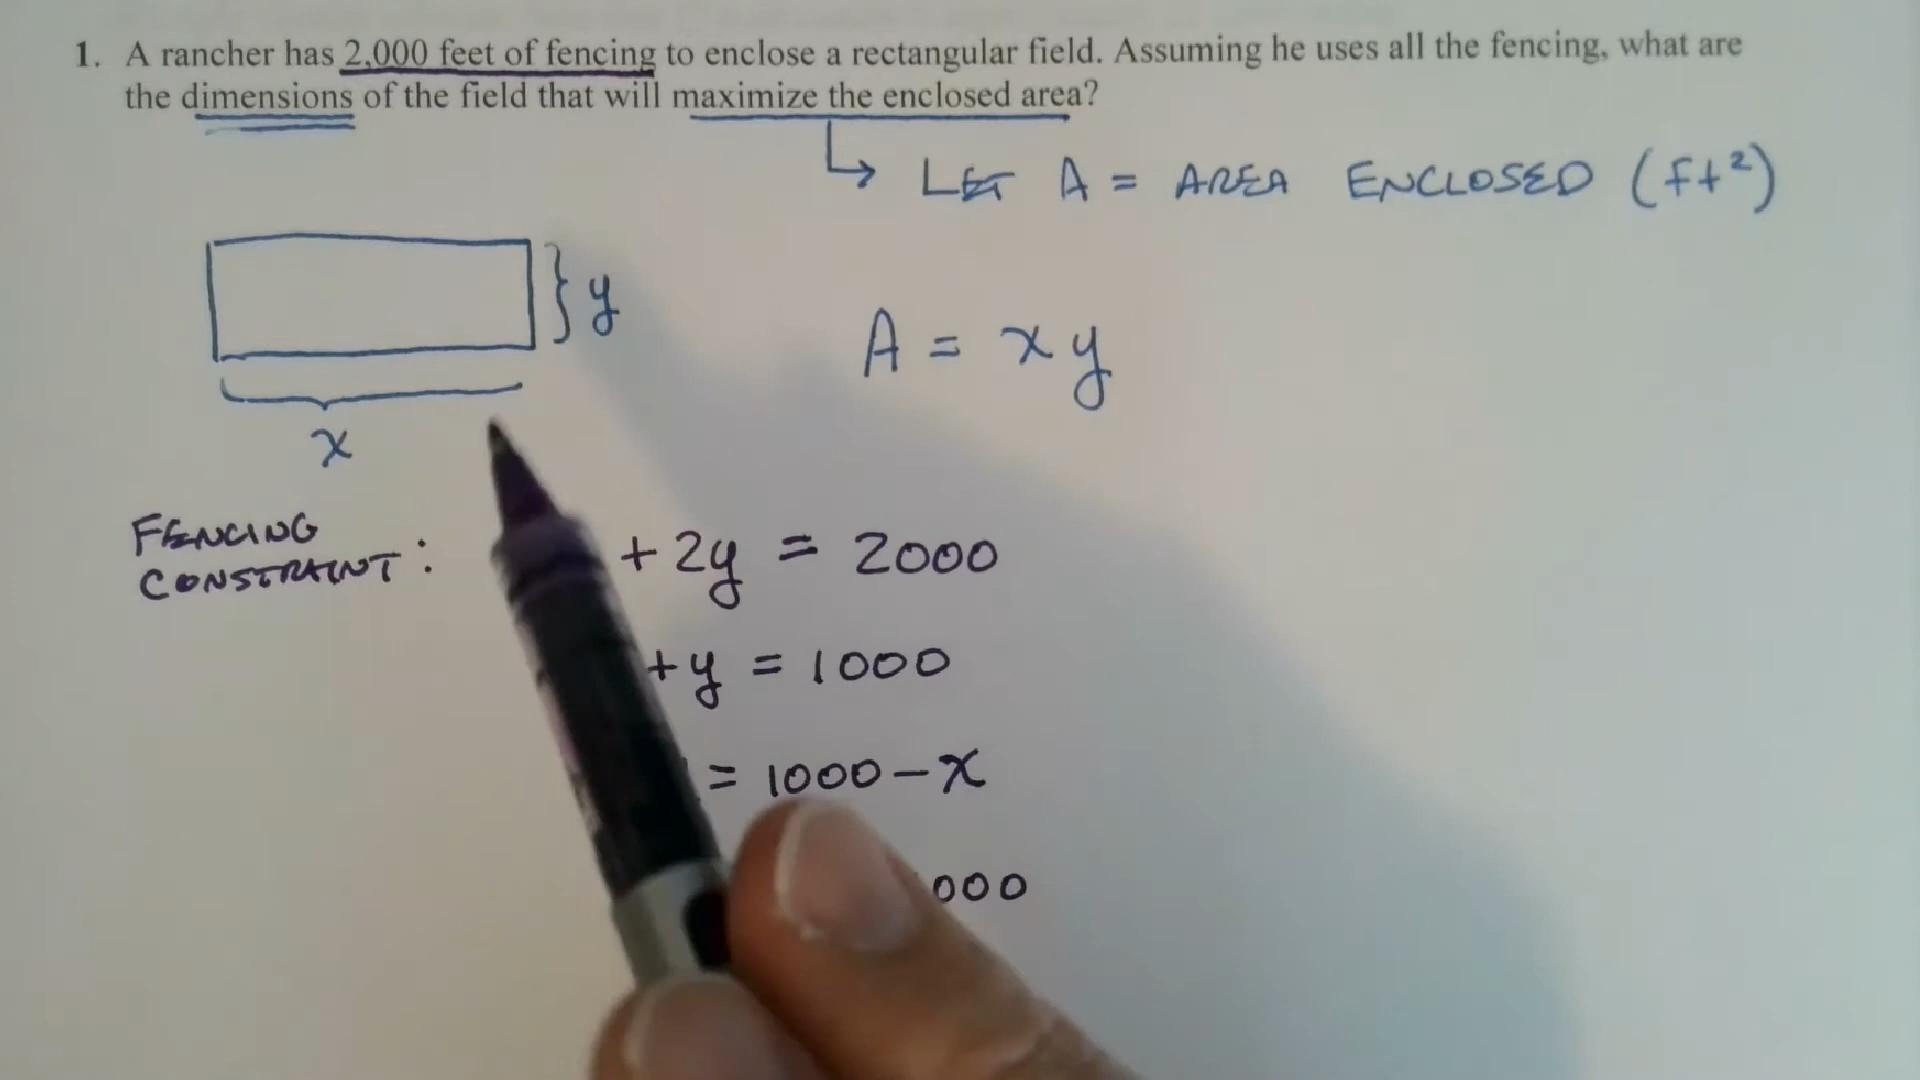 1. A rancher has 2,000 feet of fencing to enclose a rectangular field. Assuming he uses all the fencing, what are
the dimensions of the field that will maximize the enclosed area?
LET A = AREA ENCLOSED (ft²)
y
A = xy
x
FENCING
CONSTRAINT:
+ 2y = 2000
+ y = 1000
= 1000 - x
000